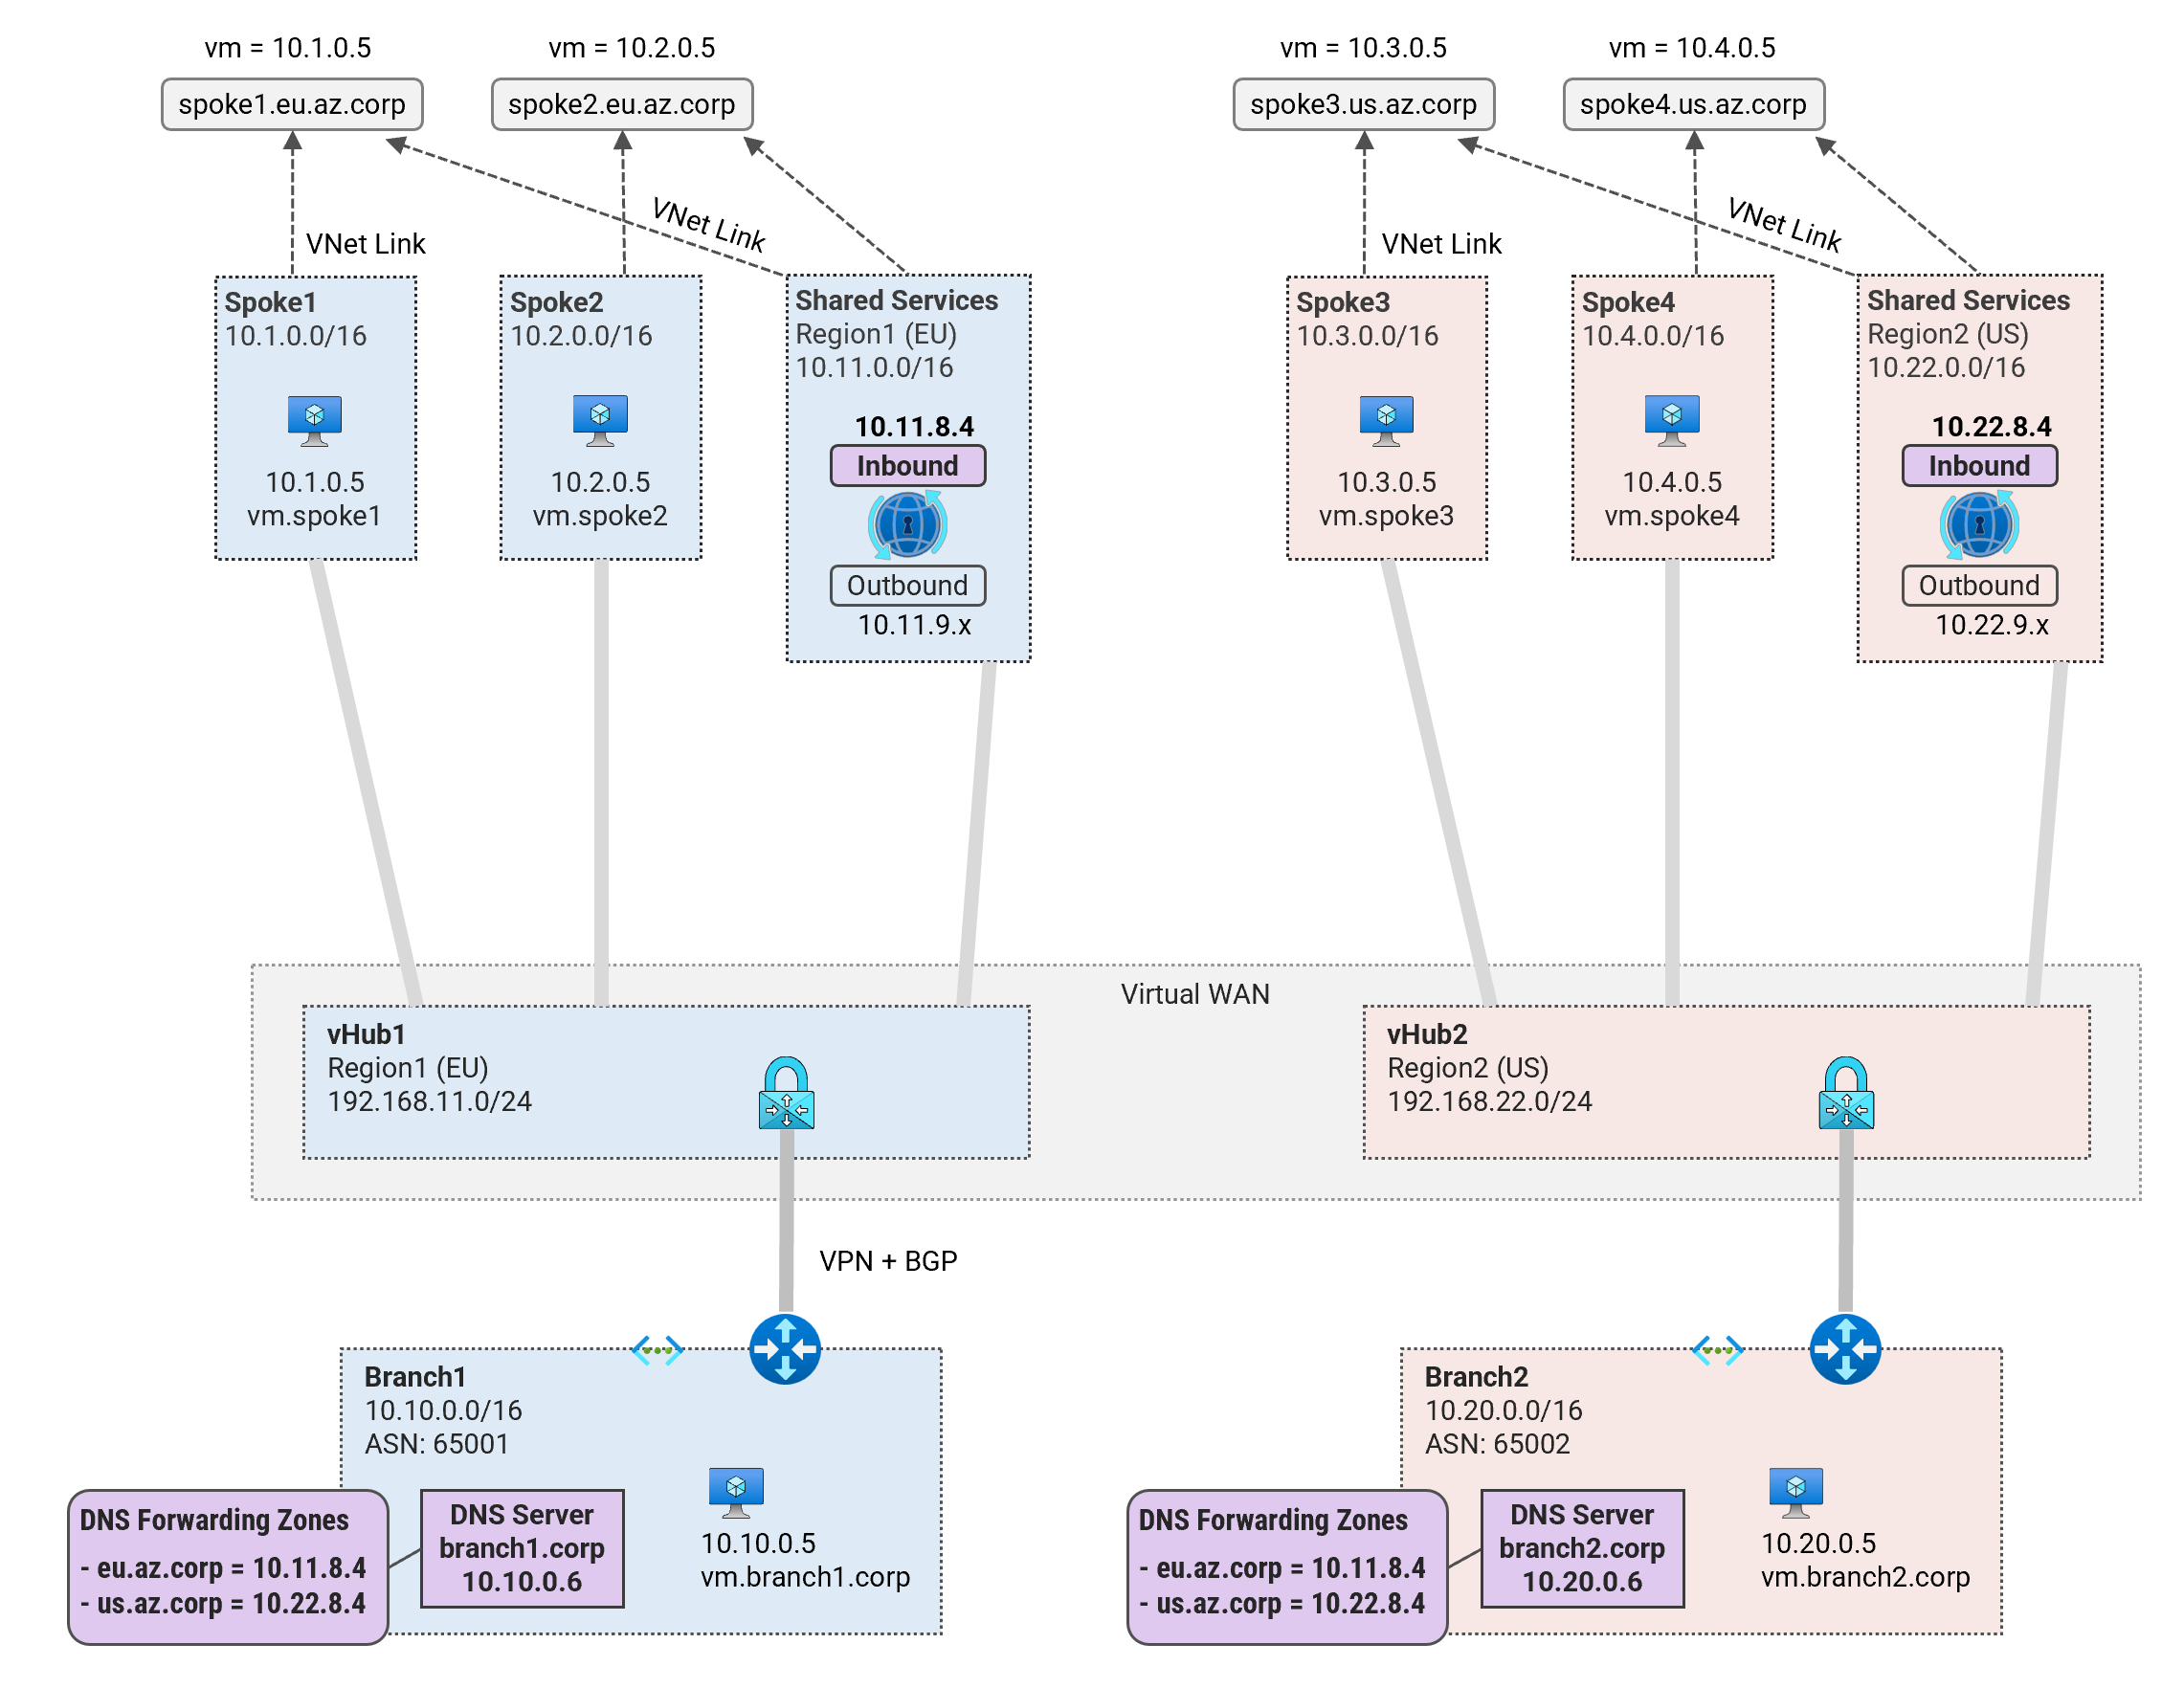 vm = 10.1.0.5
vm = 10.2.0.5
vm = 10.3.0.5
vm = 10.4.0.5
spoke1.eu.az.corp
spoke2.eu.az.corp
spoke3.us.az.corp
spoke4.us.az.corp
VNet Link
VNet Link
VNet Link
VNet Link
Spoke1
10.1.0.0/16
10.1.0.5
vm.spoke1
Spoke2
10.2.0.0/16
10.2.0.5
vm.spoke2
Shared Services
Region1 (EU)
10.11.0.0/16
10.11.8.4
Inbound
Outbound
10.11.9.x
Spoke3
10.3.0.0/16
10.3.0.5
vm.spoke3
Spoke4
10.4.0.0/16
10.4.0.5
vm.spoke4
Shared Services
Region2 (US)
10.22.0.0/16
10.22.8.4
Inbound
Outbound
10.22.9.x
Virtual WAN
vHub1
Region1 (EU)
192.168.11.0/24
vHub2
Region2 (US)
192.168.22.0/24
VPN + BGP
Branch1
10.10.0.0/16
ASN: 65001
DNS Forwarding Zones
- eu.az.corp = 10.11.8.4
- us.az.corp = 10.22.8.4
DNS Server
branch1.corp
10.10.0.6
10.10.0.5
vm.branch1.corp
Branch2
10.20.0.0/16
ASN: 65002
DNS Forwarding Zones
- eu.az.corp = 10.11.8.4
- us.az.corp = 10.22.8.4
DNS Server
branch2.corp
10.20.0.6
10.20.0.5
vm.branch2.corp